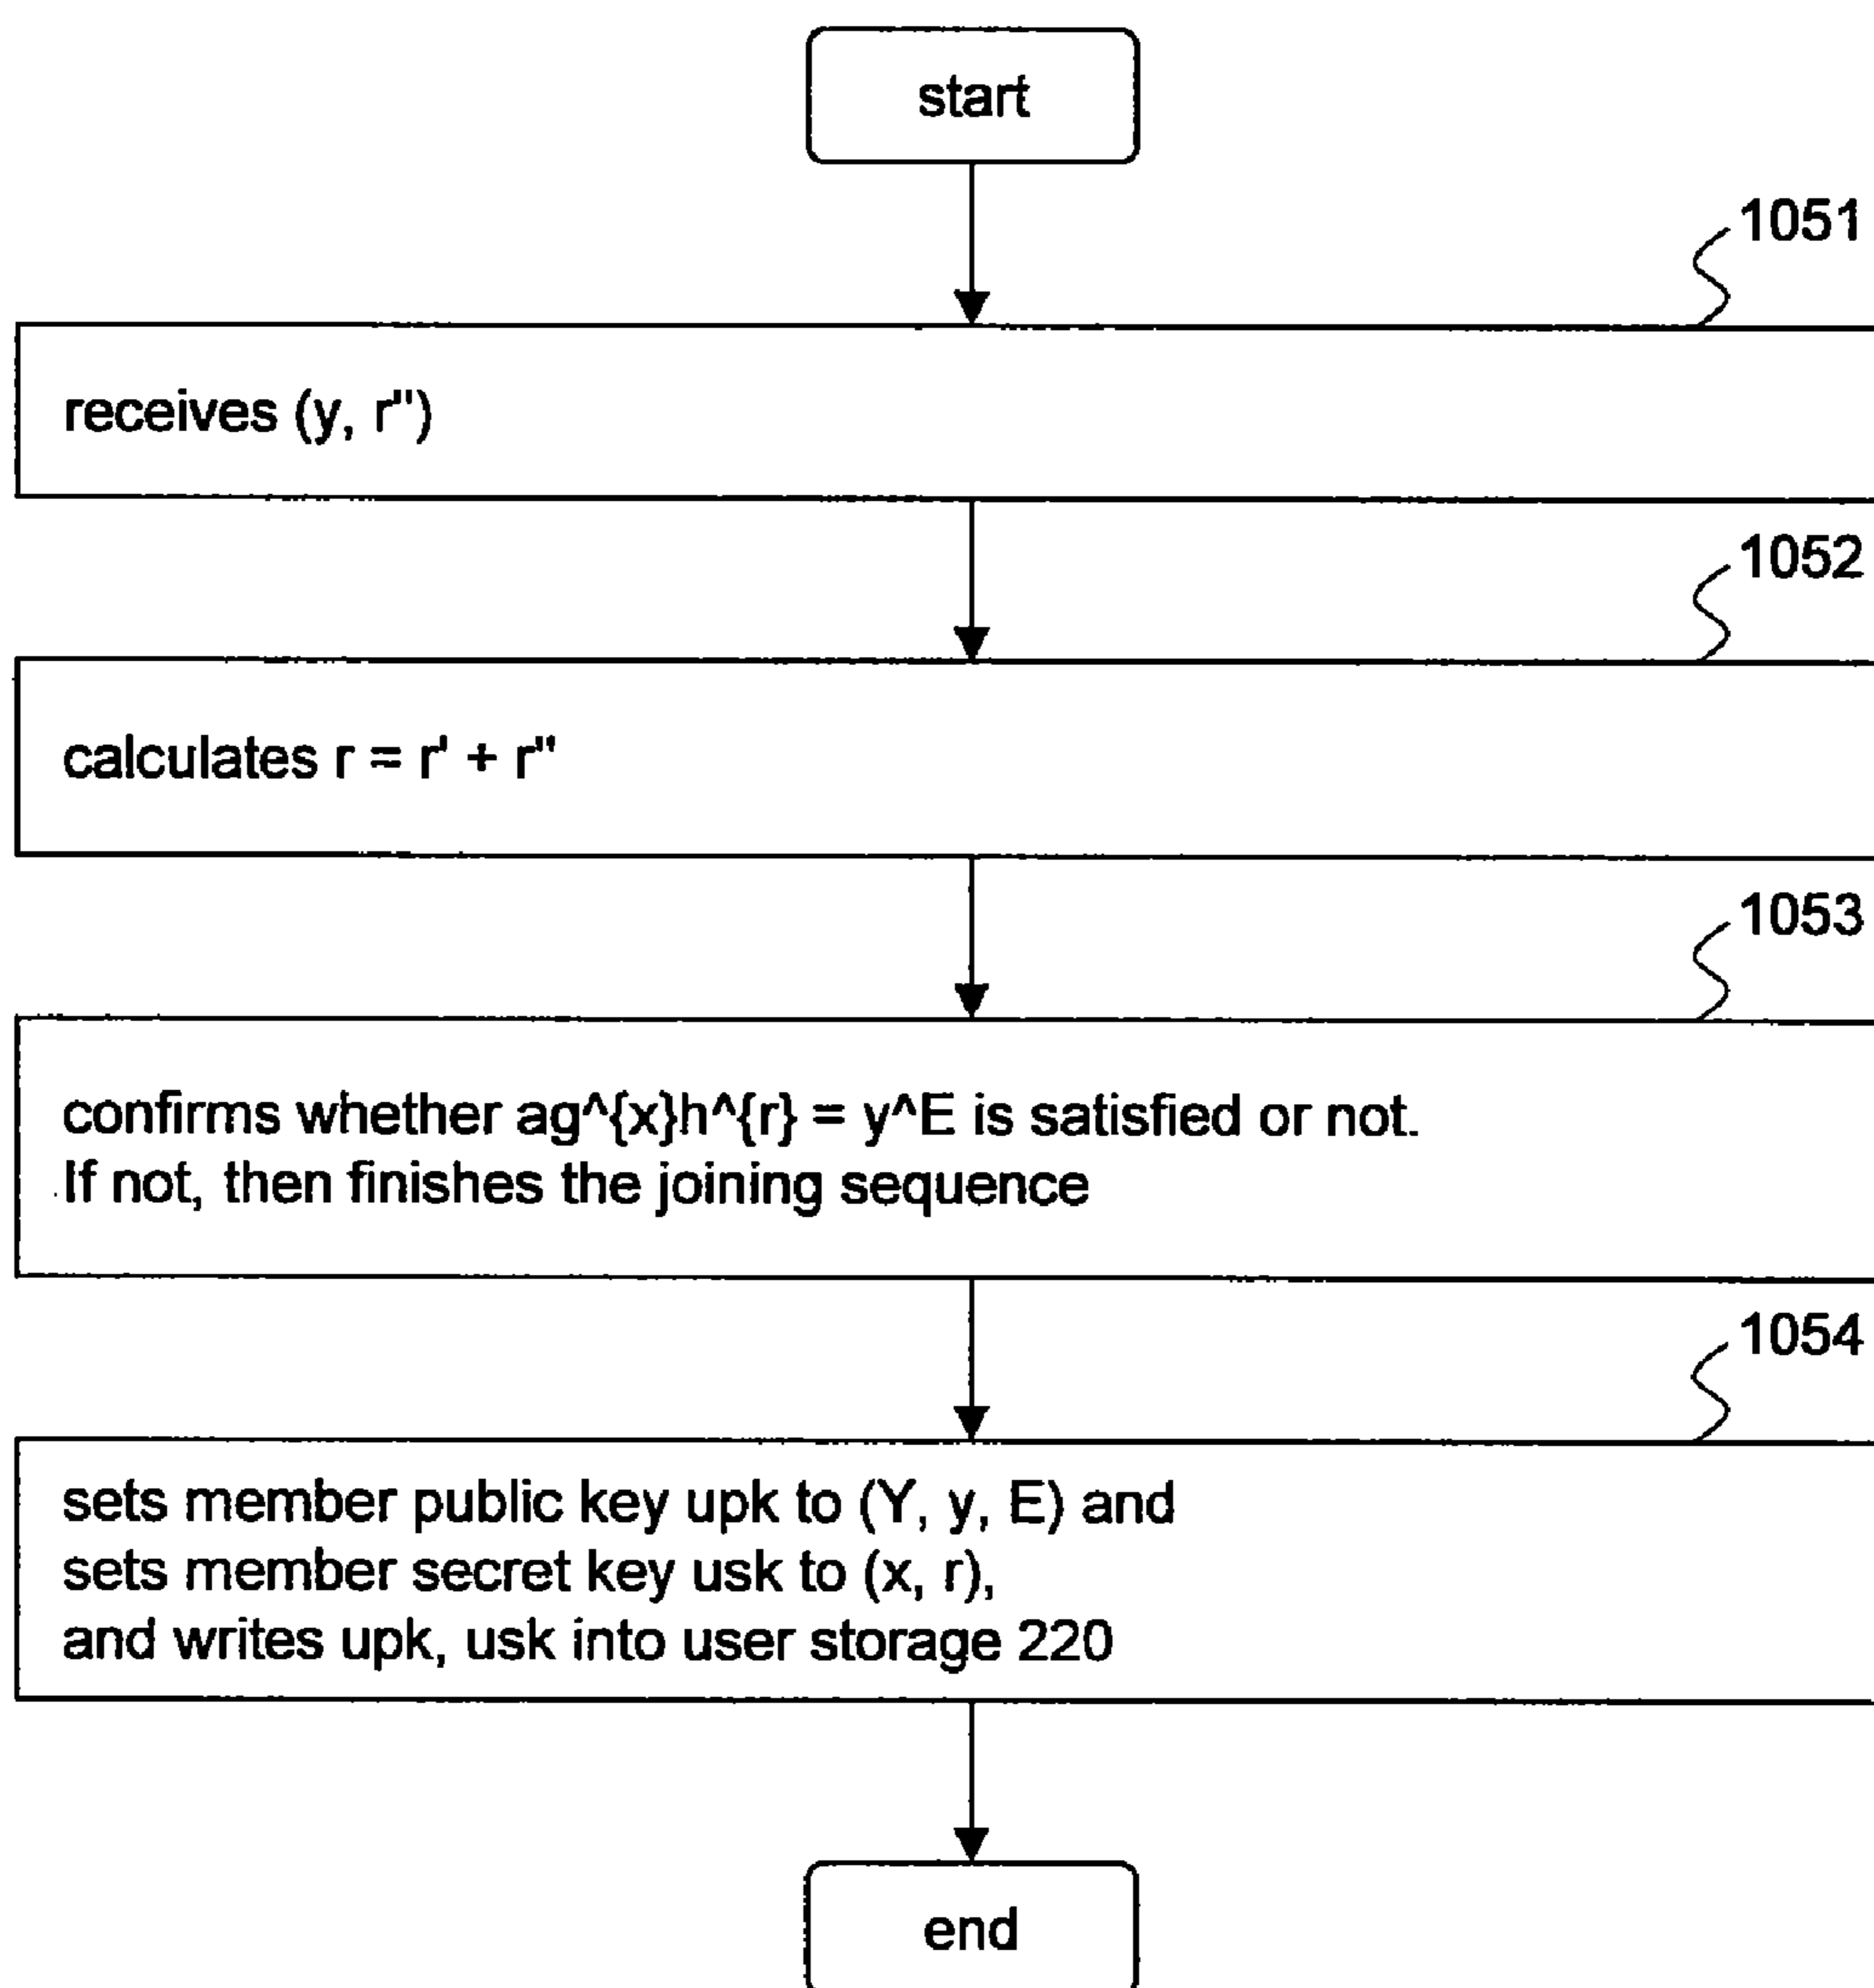 start
1051
receives (y, r")
1052
calculates r = r' + r"
1053
confirms whether ag^{x}h^{r} = y^E is satisfied or not.
If not, then finishes the joining sequence
1054
sets member public key upk to (Y, y, E) and
sets member secret key usk to (x, r),
and writes upk, usk into user storage 220
end